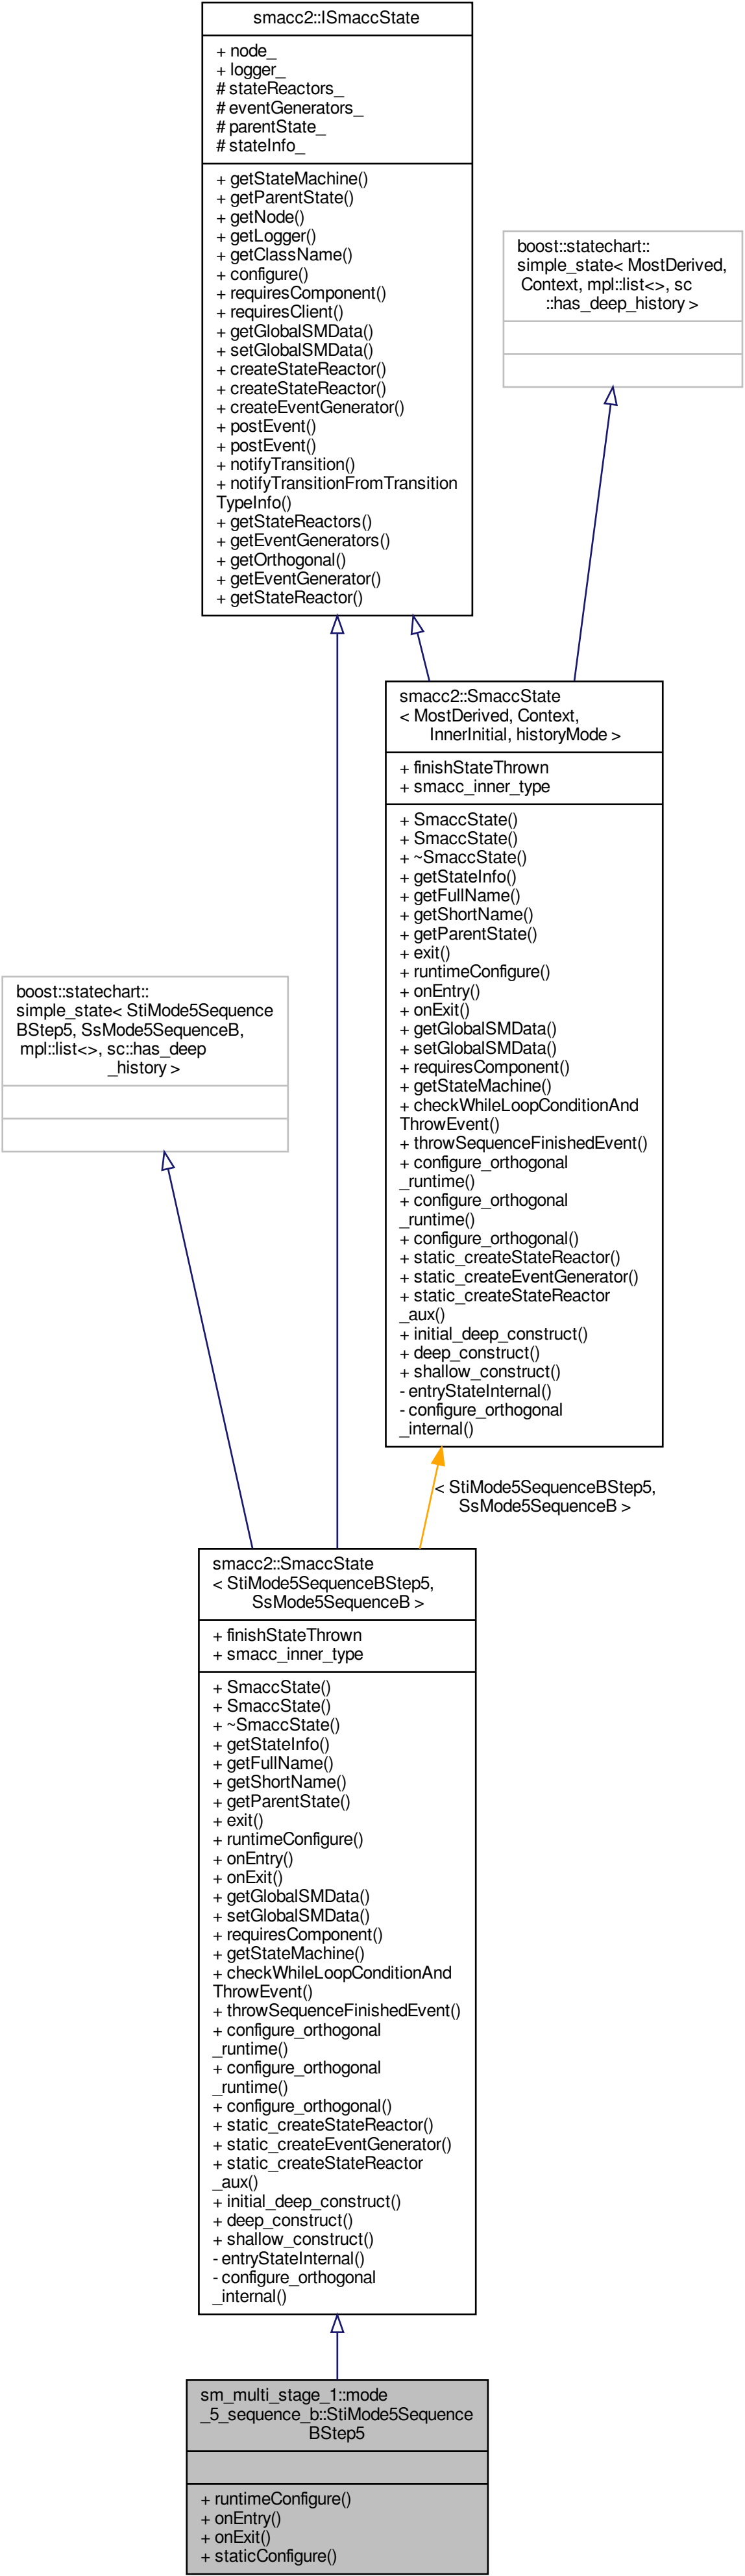 smacc2::ISmaccState
+ node_
+ logger_
# stateReactors_
# eventGenerators_
# parentState_
# stateInfo_
+ getStateMachine()
+ getParentState()
+ getNode()
+ getLogger()
+ getClassName()
+ configure()
+ requiresComponent()
+ requiresClient()
+ getGlobalSMData()
+ setGlobalSMData()
+ createStateReactor()
+ createStateReactor()
+ createEventGenerator()
+ postEvent()
+ postEvent()
+ notifyTransition()
+ notifyTransitionFromTransition
TypeInfo()
+ getStateReactors()
+ getEventGenerators()
+ getOrthogonal()
+ getEventGenerator()
+ getStateReactor()
boost::statechart::
simple_state< MostDerived,
Context, mpl::list<>, sc
::has_deep_history >
smacc2::SmaccState
< MostDerived, Context,
InnerInitial, historyMode >
+ finishStateThrown
+ smacc_inner_type
+ SmaccState()
+ SmaccState()
+ ~SmaccState()
+ getStateInfo()
+ getFullName()
+ getShortName()
+ getParentState()
+ exit()
+ runtimeConfigure()
+ onEntry()
+ onExit()
+ getGlobalSMData()
+ setGlobalSMData()
+ requiresComponent()
+ getStateMachine()
+ checkWhileLoopConditionAnd
ThrowEvent()
+ throwSequenceFinishedEvent()
+ configure_orthogonal
_runtime()
+ configure_orthogonal
_runtime()
+ configure_orthogonal()
+ static_createStateReactor()
+ static_createEventGenerator()
+ static_createStateReactor
_aux()
+ initial_deep_construct()
+ deep_construct()
+ shallow_construct()
- entryStateInternal()
- configure_orthogonal
_internal()
boost::statechart::
simple_state< StiMode5Sequence
BStep5, SsMode5SequenceB,
mpl::list<>, sc::has_deep
_history >
< StiMode5SequenceBStep5,
SsMode5SequenceB >
smacc2::SmaccState
< StiMode5SequenceBStep5,
SsMode5SequenceB >
+ finishStateThrown
+ smacc_inner_type
+ SmaccState()
+ SmaccState()
+ ~SmaccState()
+ getStateInfo()
+ getFullName()
+ getShortName()
+ getParentState()
+ exit()
+ runtimeConfigure()
+ onEntry()
+ onExit()
+ getGlobalSMData()
+ setGlobalSMData()
+ requiresComponent()
+ getStateMachine()
+ checkWhileLoopConditionAnd
ThrowEvent()
+ throwSequenceFinishedEvent()
+ configure_orthogonal
_runtime()
+ configure_orthogonal
_runtime()
+ configure_orthogonal()
+ static_createStateReactor()
+ static_createEventGenerator()
+ static_createStateReactor
_aux()
+ initial_deep_construct()
+ deep_construct()
+ shallow_construct()
- entryStateInternal()
- configure_orthogonal
_internal()
sm_multi_stage_1::mode
_5_sequence_b::StiMode5Sequence
BStep5
+ runtimeConfigure()
+ onEntry()
+ onExit()
+ staticConfigure()